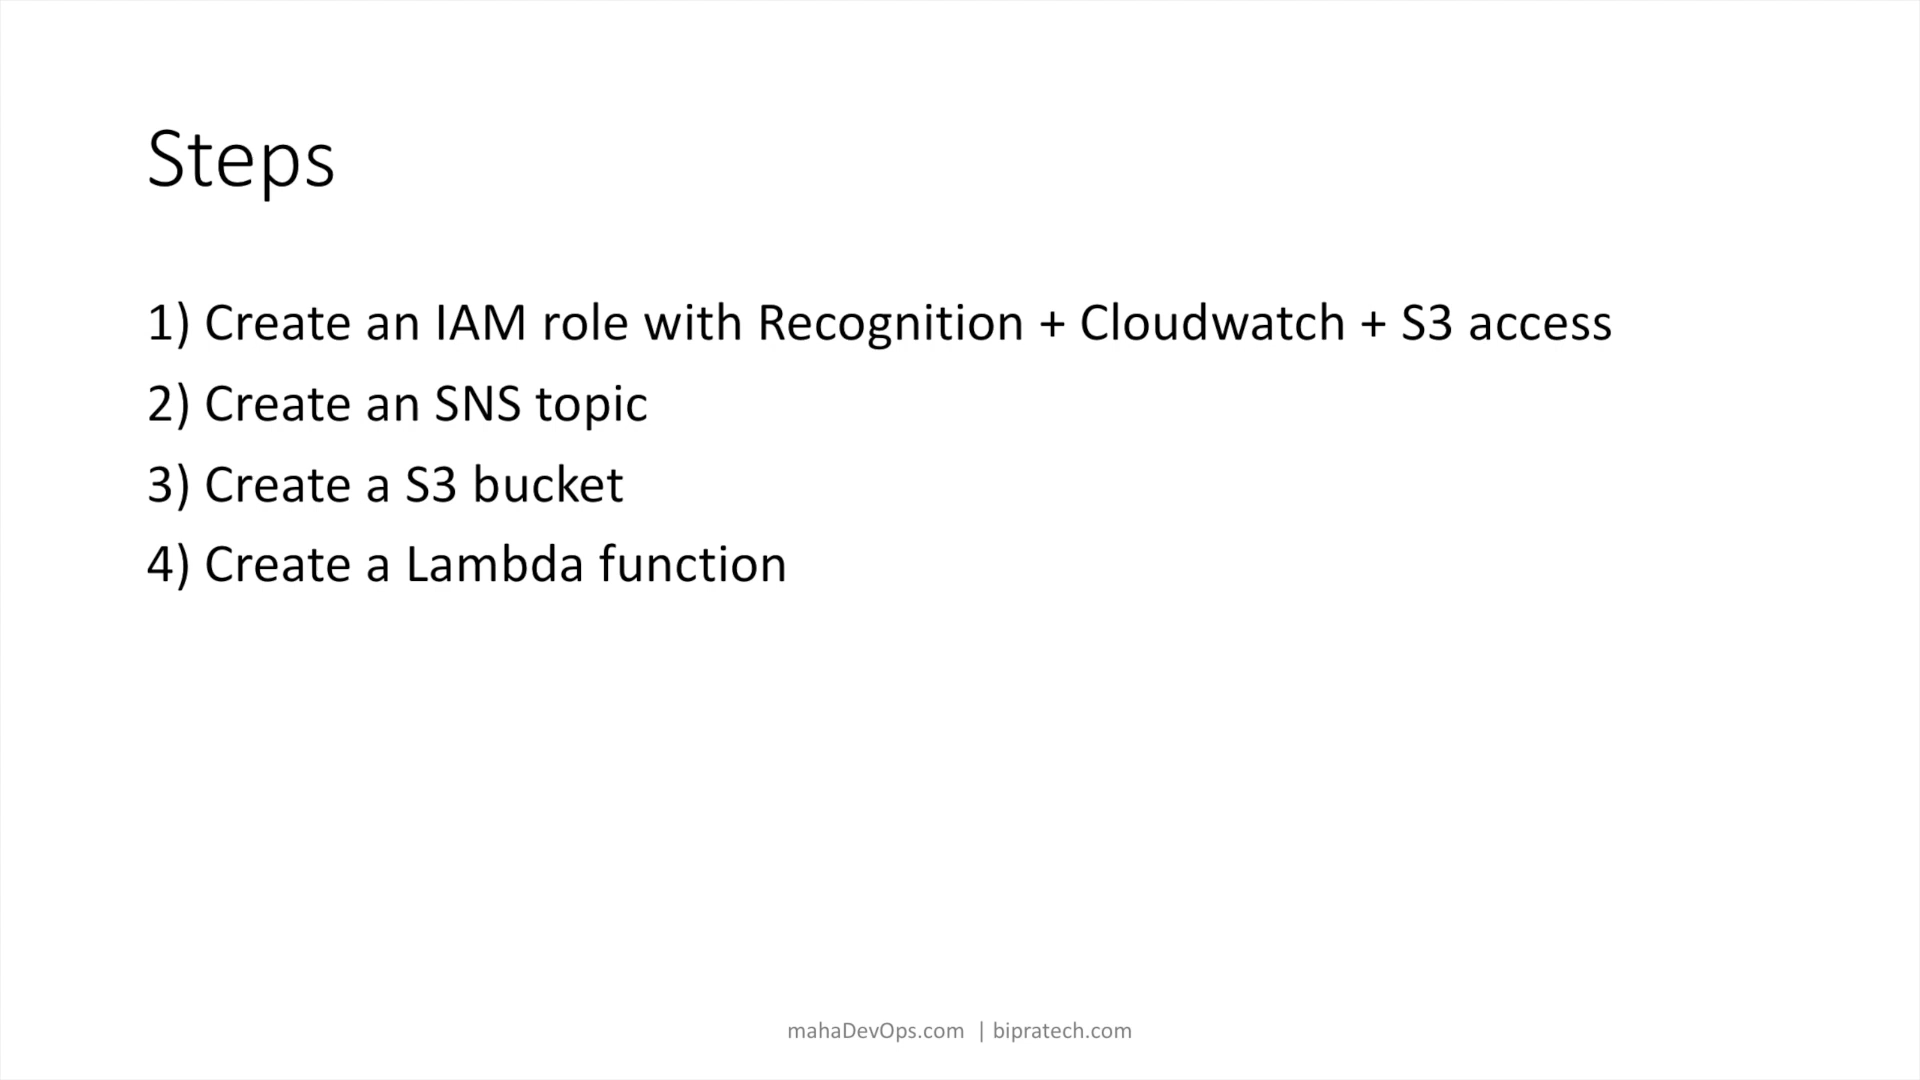 Steps
1) Create an IAM role with Recognition + Cloudwatch + S3 access
2) Create an SNS topic
3) Create a S3 bucket
4) Create a Lambda function
mahaDevOps.com | bipratech.com